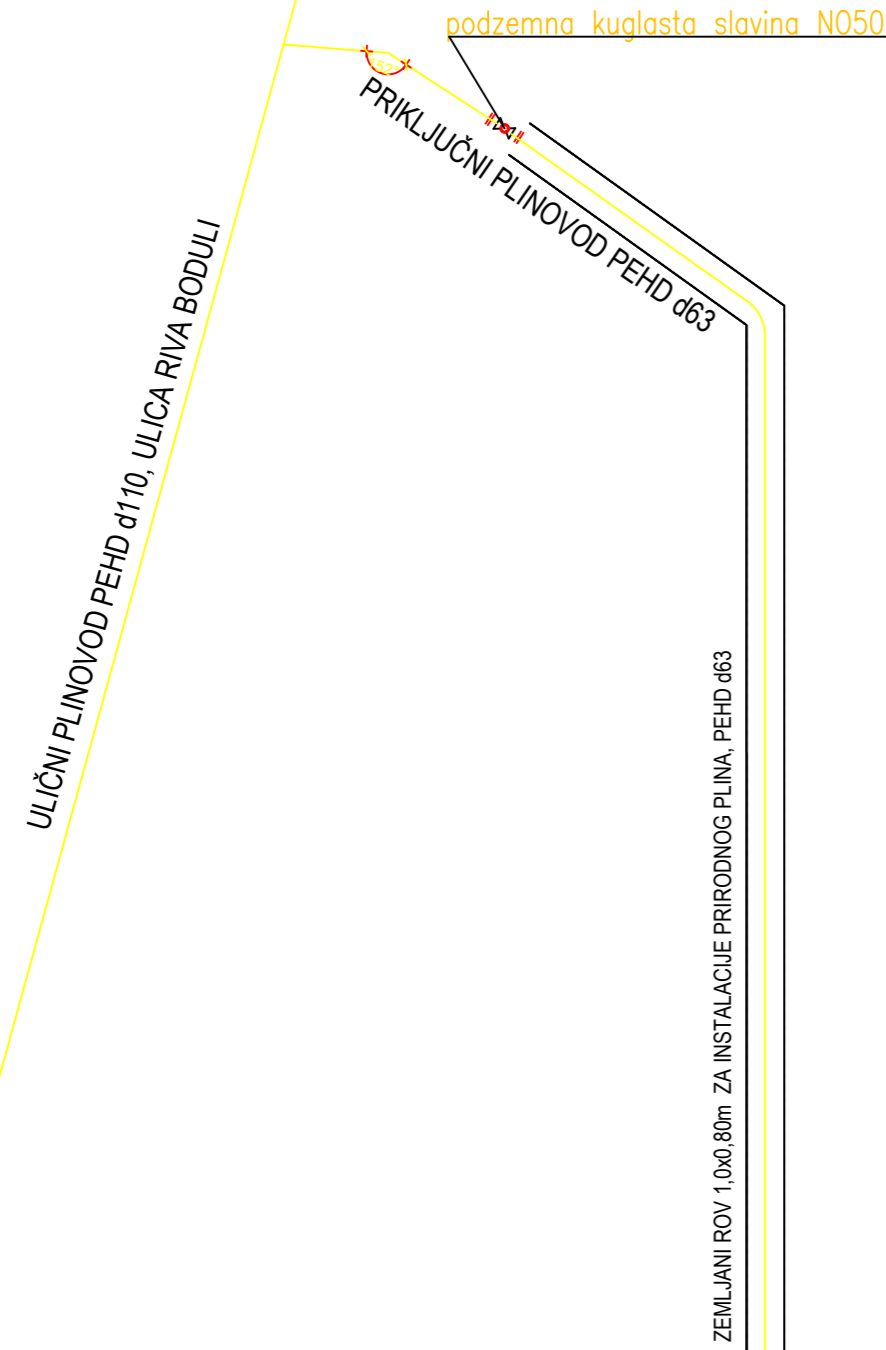 podzemna kuglasta slavina NO50
152°
PRIKLJUČNI PLINOVOD PEHD d63
ULIČNI PLINOVOD PEHD d110, ULICA RIVA BODULI
ZEMLJANI ROV 1,0x0,80m ZA INSTALACIJE PRIRODNOG PLINA, PEHD d63